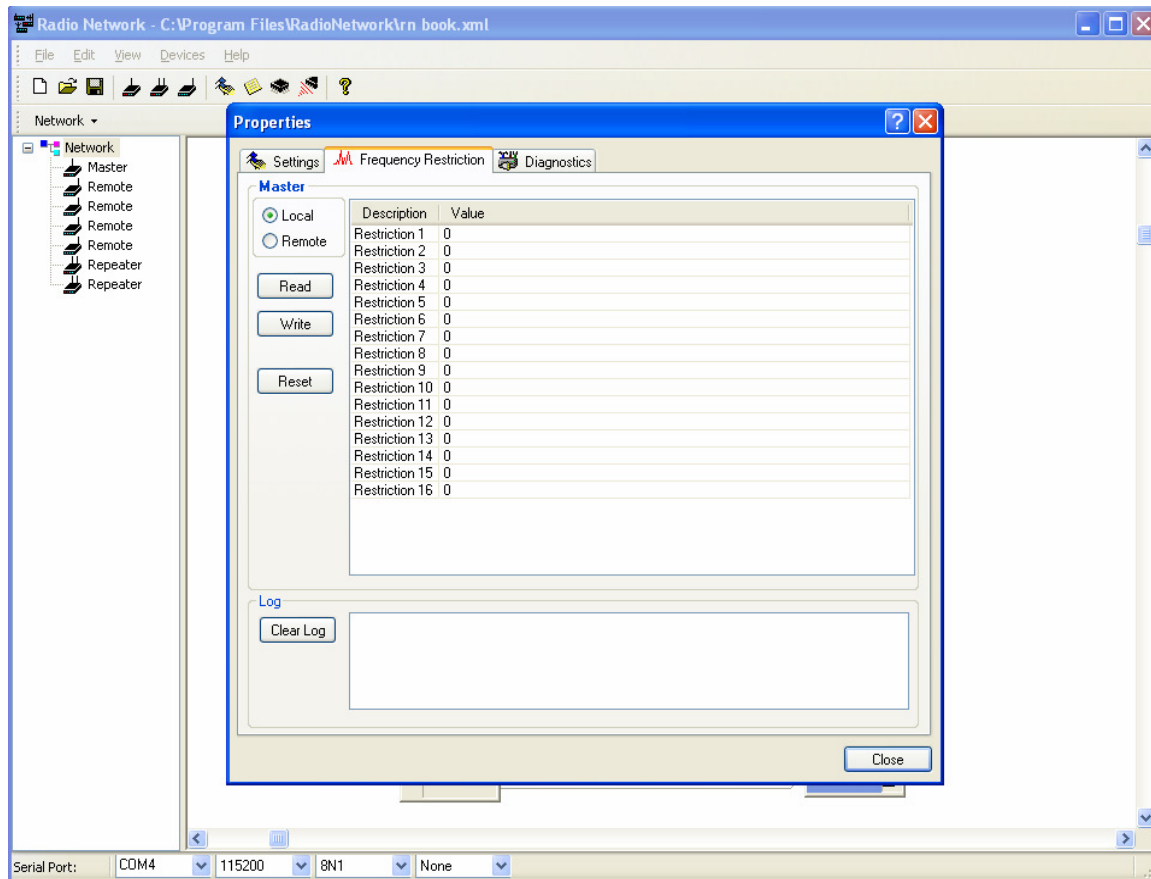 Radio Network - C:\Program Files\RadioNetwork\rn book.xml
File Edit View Devices Help
Network
Network
Master
Remote
Remote
Remote
Remote
Repeater
Repeater
Properties
Settings Frequency Restriction Diagnostics
Master
Local
Remote
Read
Write
Reset
Description Value
Restriction 1 0
Restriction 2 0
Restriction 3 0
Restriction 4 0
Restriction 5 0
Restriction 6 0
Restriction 7 0
Restriction 8 0
Restriction 9 0
Restriction 10 0
Restriction 11 0
Restriction 12 0
Restriction 13 0
Restriction 14 0
Restriction 15 0
Restriction 16 0
Log
Clear Log
Close
Serial Port: COM4 115200 8N1 None